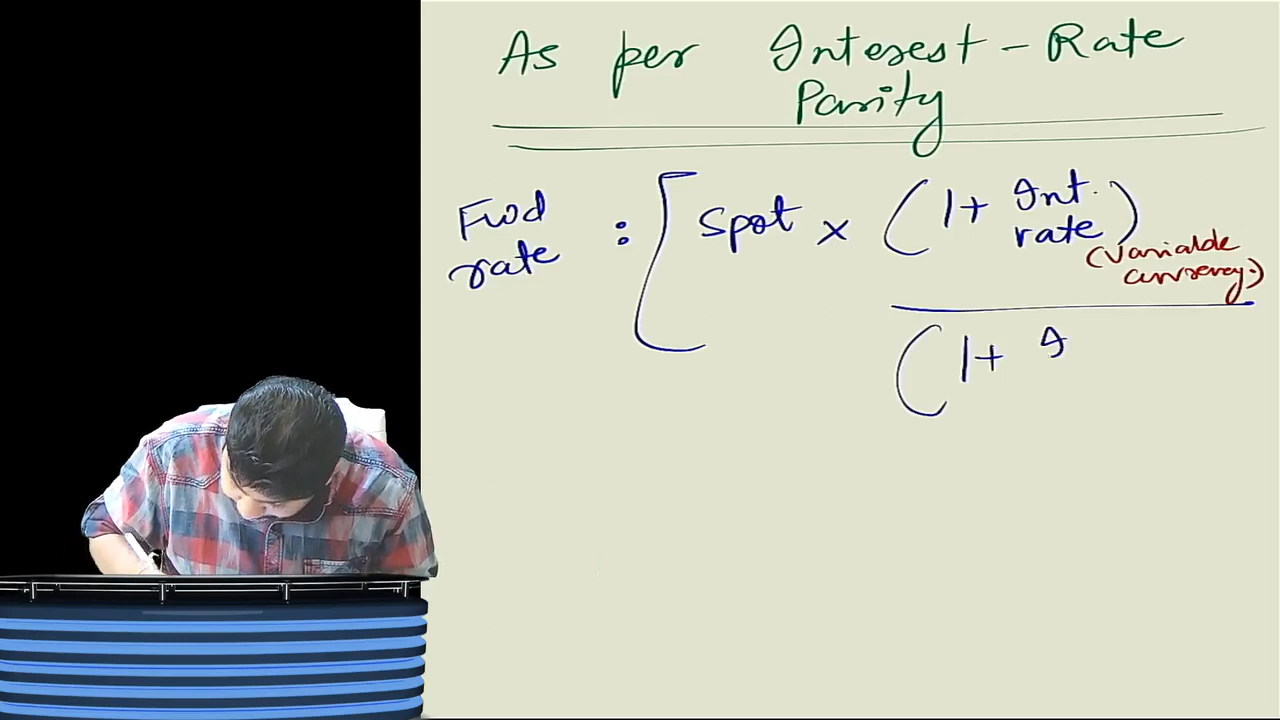 As per Interest - Rate
Parity
Fwd
rate : [ Spot × ( 1 + Int.
rate )
(Variable
currency.)
( 1 + I